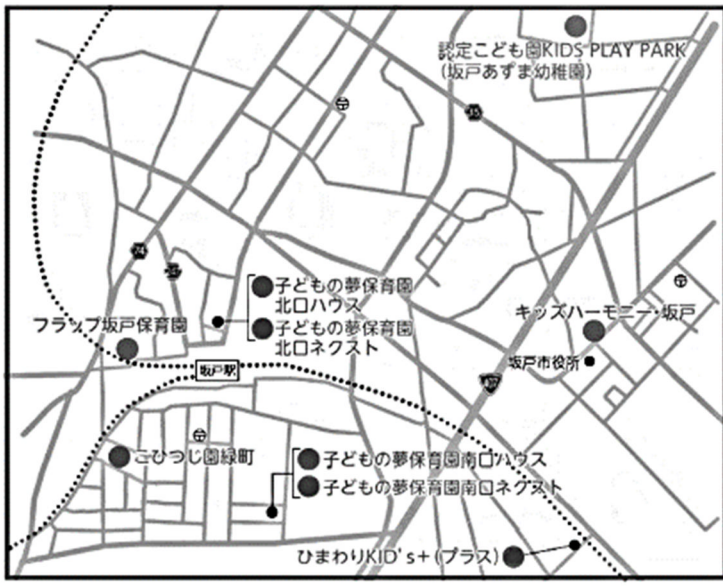 認定こども園KIDS PLAY PARK
（坂戸あずま幼稚園）
子どもの夢保育園
北口ハウス
子どもの夢保育園
北口ネクスト
フラップ坂戸保育園
キッズハーモニー・坂戸
坂戸市役所
坂戸駅
こひつじ園緑町
子どもの夢保育園南口ハウス
子どもの夢保育園南口ネクスト
ひまわりKID's+(プラス)